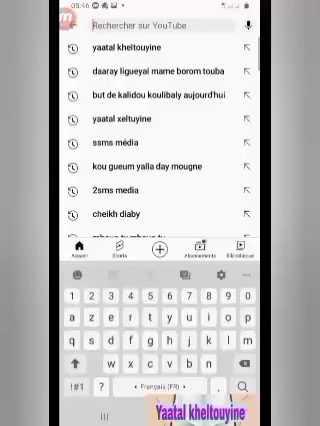 05:46
Rechercher sur YouTube
yaatal kheltouyine
daaray ligueyal mame borom touba
but de kalidou koulibaly aujourd'hui
yaatal xeltuyine
ssms média
kou gueum yalla day mougne
2sms media
cheikh diaby
Accueil Shorts Abonnements Bibliothèque
1 2 3 4 5 6 7 8 9 0
a z e r t y u i o p
q s d f g h j k l m
w x c v b n
!#1 ? Français (FR) .
Yaatal kheltouyine